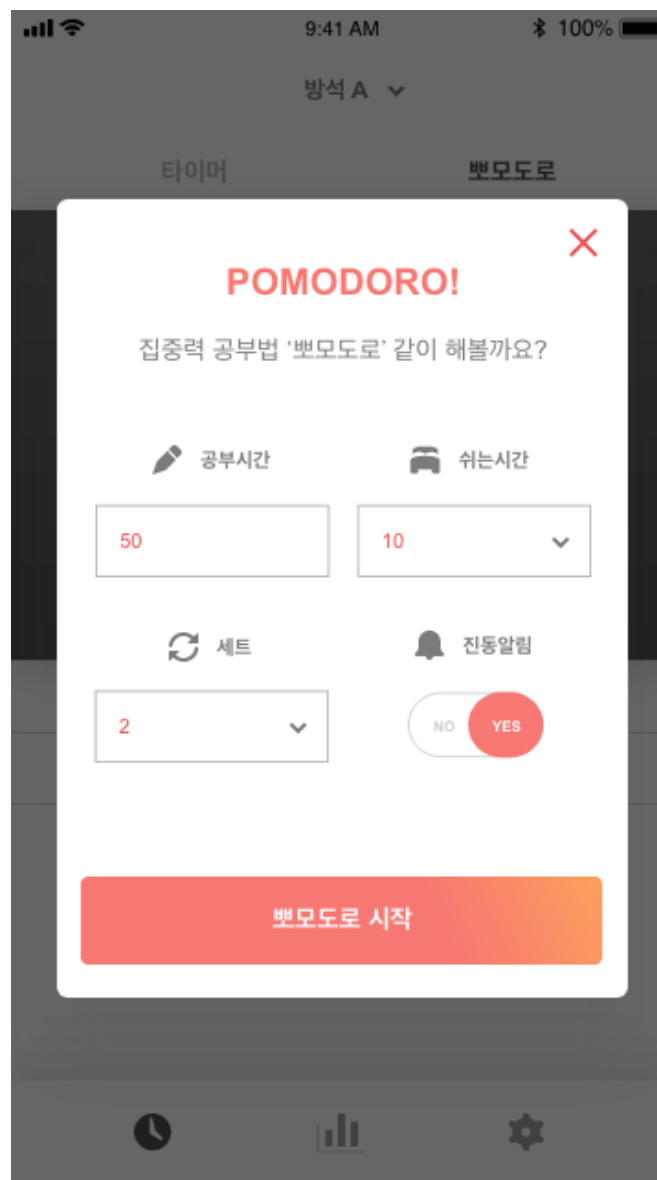 9:41 AM
100%
방석 A
타이머
뽀모도로
POMODORO!
집중력 공부법 ‘뽀모도로’ 같이 해볼까요?
공부시간
쉬는시간
50
10
세트
진동알림
2
NO
YES
뽀모도로 시작